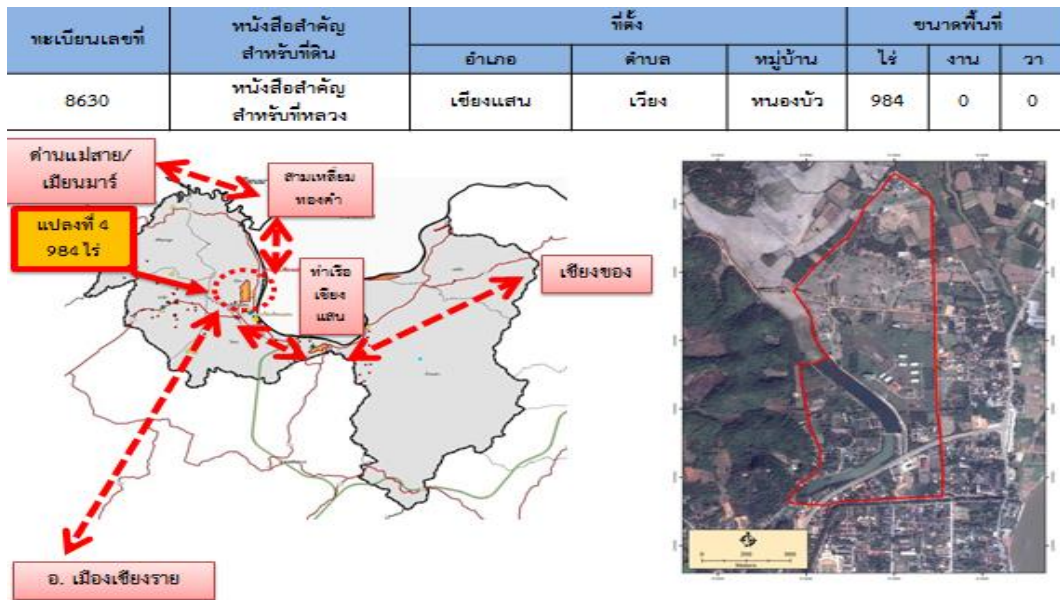 ทะเบียนเลขที่
หนังสือสำคัญ
สำหรับที่ดิน
ที่ตั้ง
ขนาดพื้นที่
อำเภอ
ตำบล
หมู่บ้าน
ไร่
งาน
วา
8630
หนังสือสำคัญ
สำหรับที่หลวง
เชียงแสน
เวียง
หนองบัว
984
0
0
ด่านแม่สาย/
เมียนมาร์
สามเหลี่ยม
ทองคำ
แปลงที่ 4
984 ไร่
ท่าเรือ
เชียง
แสน
เชียงของ
อ. เมืองเชียงราย